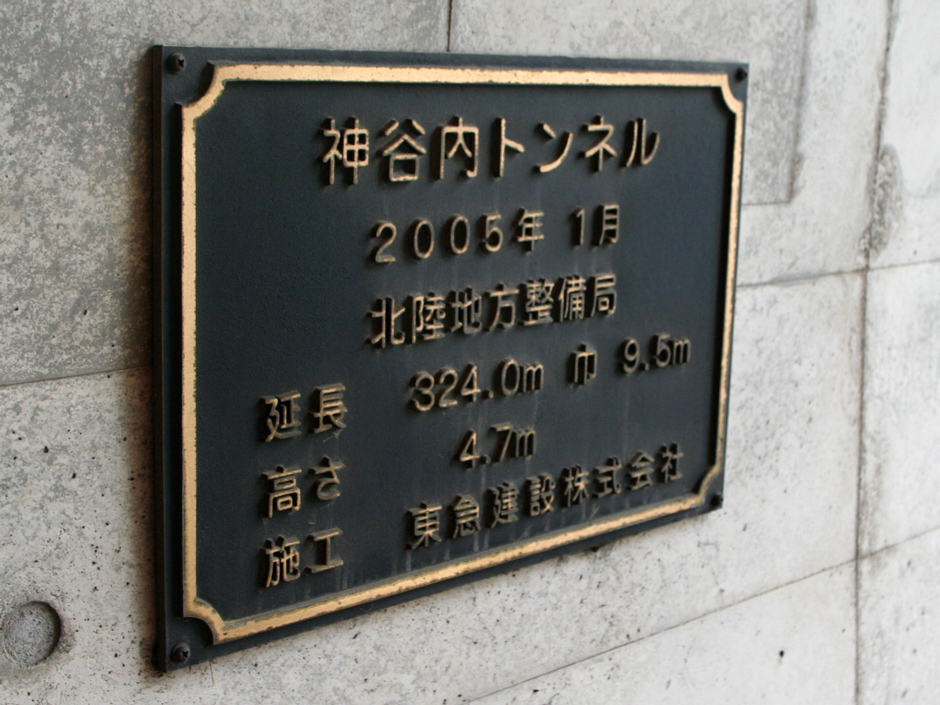 神谷内トンネル
2005年 1月
北陸地方整備局
延長 324.0m 巾 9.5m
高さ 4.7m
施工 東急建設株式会社